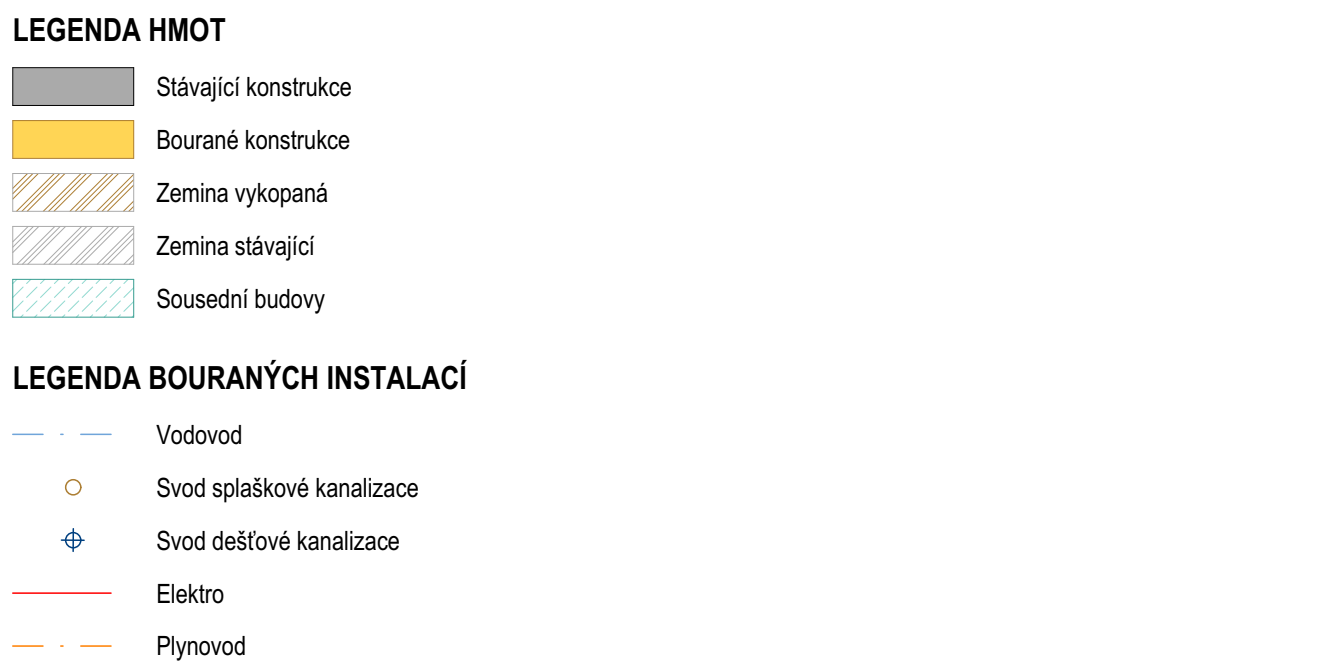 LEGENDA HMOT
Stávající konstrukce
Bourané konstrukce
Zemina vykopaná
Zemina stávající
Sousední budovy
LEGENDA BOURANÝCH INSTALACÍ
Vodovod
Svod splaškové kanalizace
Svod dešťové kanalizace
Elektro
Plynovod